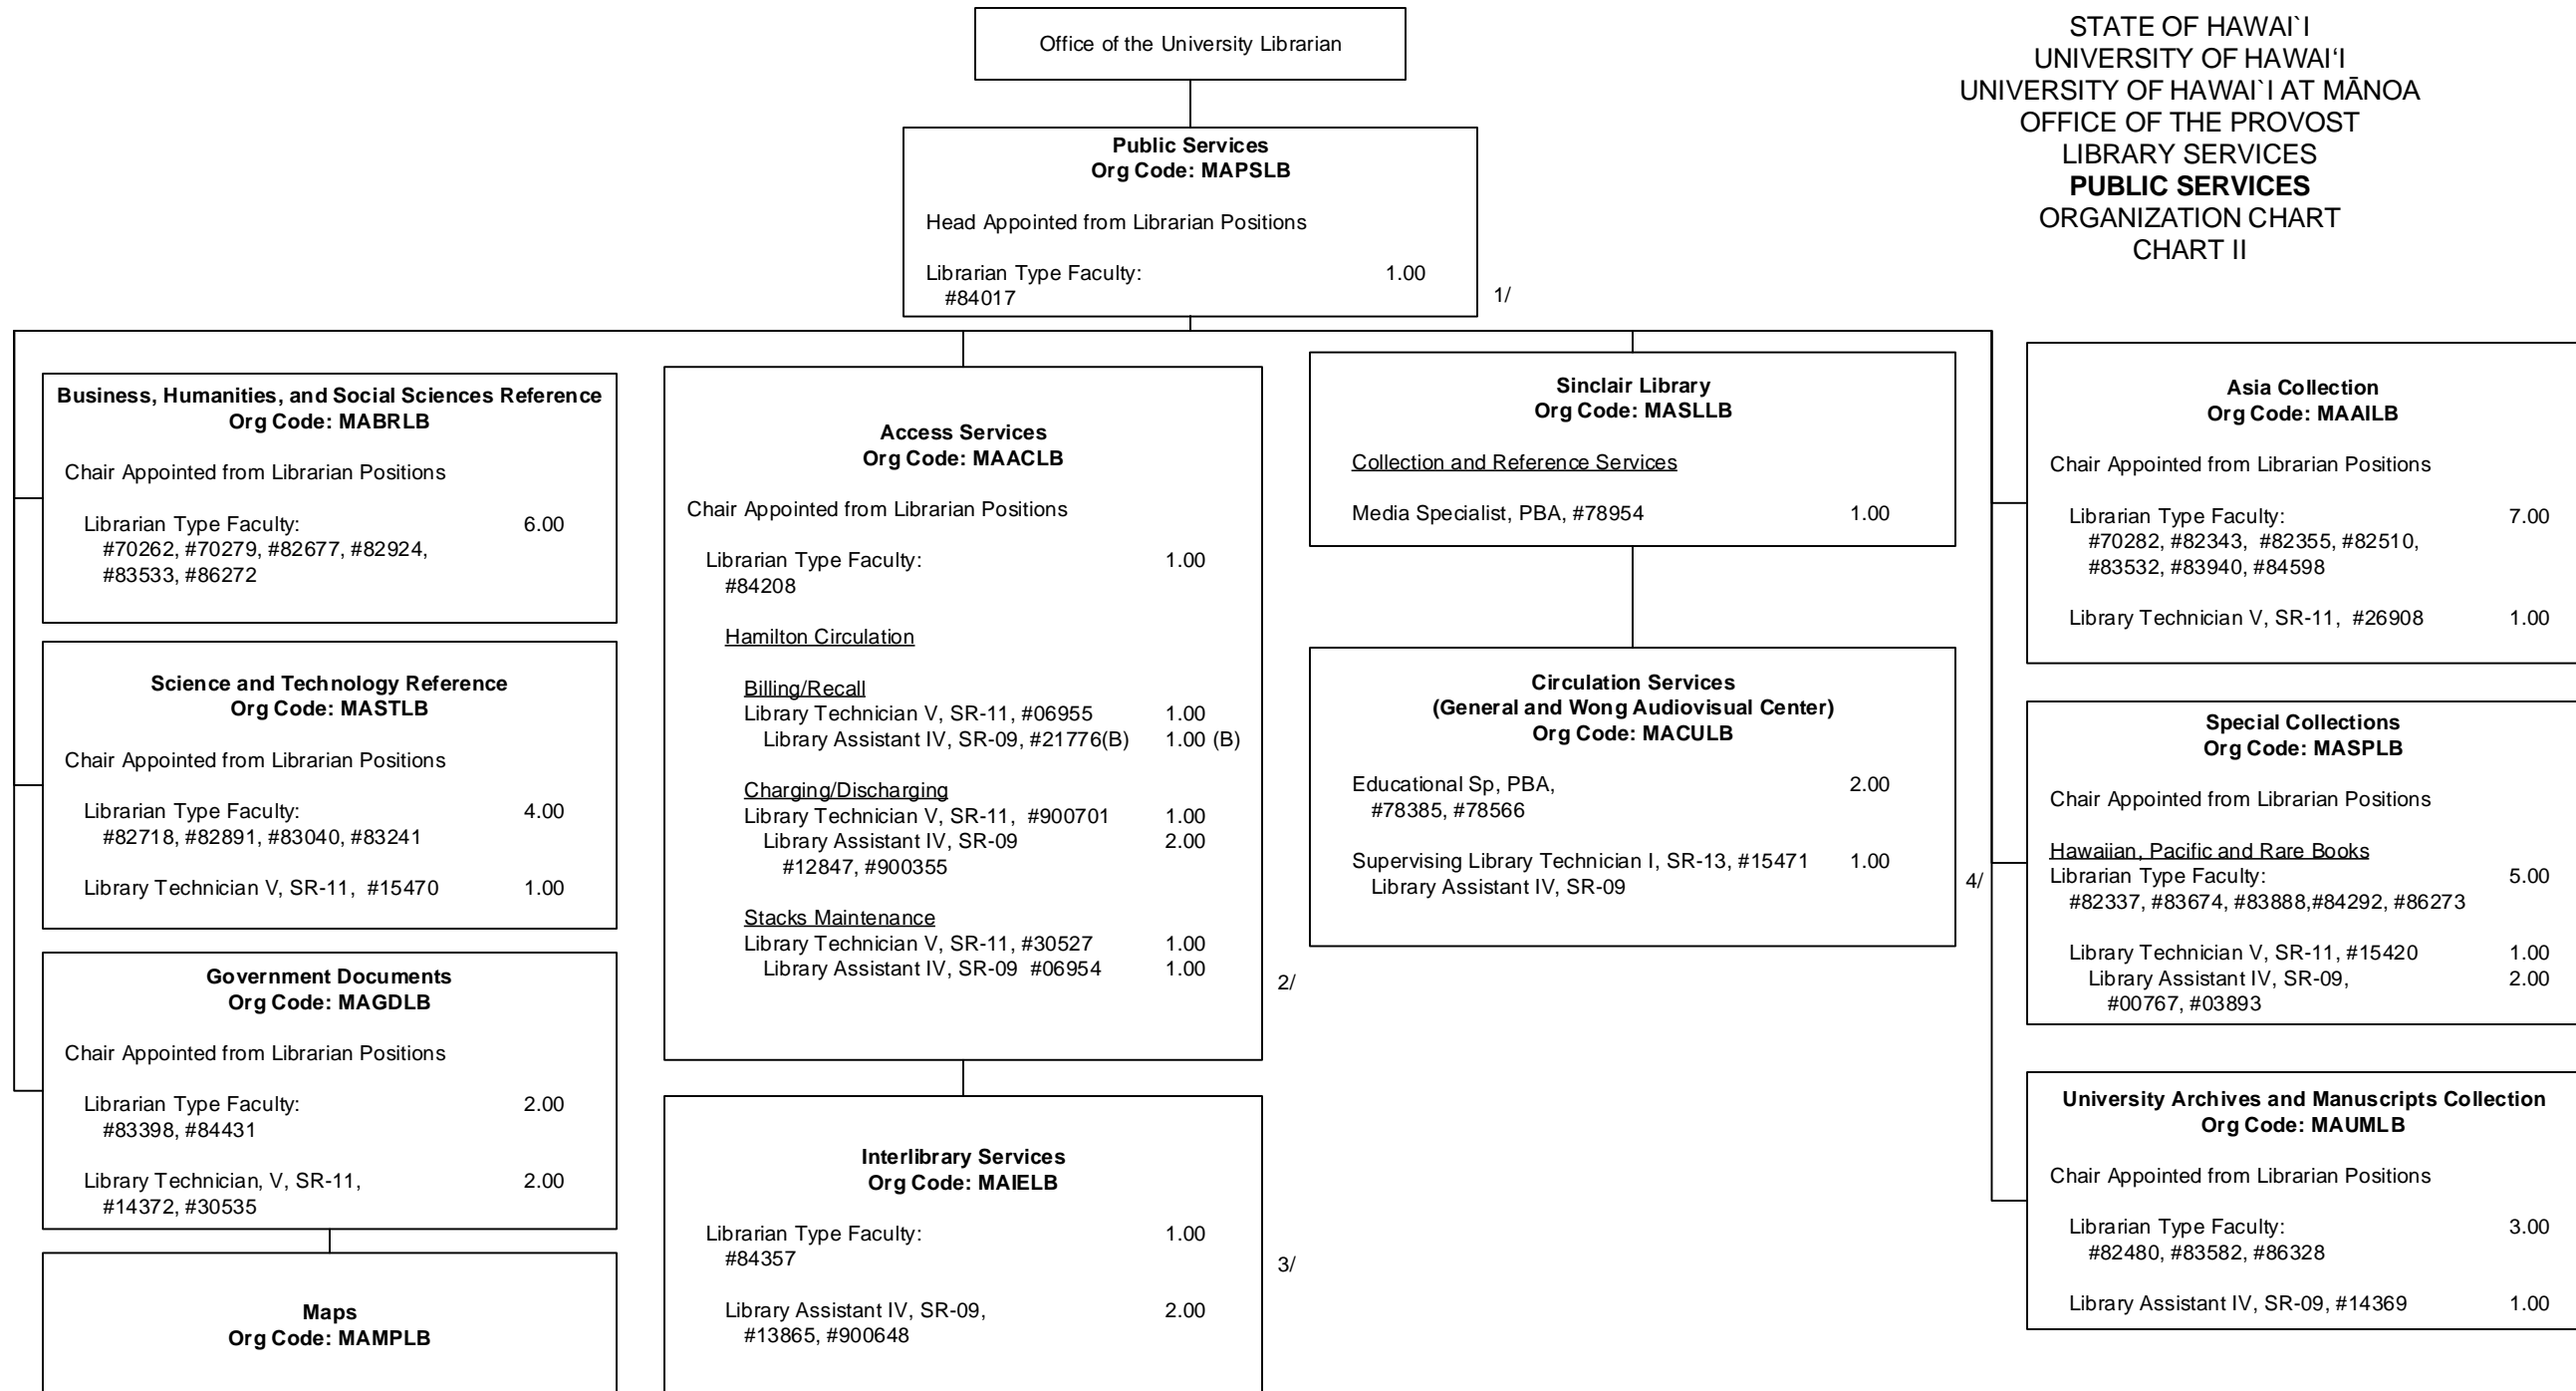 Office of the University Librarian
STATE OF HAWAI`I
UNIVERSITY OF HAWAI‘I
UNIVERSITY OF HAWAI`I AT MĀNOA
OFFICE OF THE PROVOST
LIBRARY SERVICES
PUBLIC SERVICES
ORGANIZATION CHART
CHART II
Public Services
Org Code: MAPSLB
Head Appointed from Librarian Positions
Librarian Type Faculty: 1.00
#84017
1/
Business, Humanities, and Social Sciences Reference
Org Code: MABRLB
Chair Appointed from Librarian Positions
Librarian Type Faculty: 6.00
#70262, #70279, #82677, #82924,
#83533, #86272
Science and Technology Reference
Org Code: MASTLB
Chair Appointed from Librarian Positions
Librarian Type Faculty: 4.00
#82718, #82891, #83040, #83241
Library Technician V, SR-11, #15470 1.00
Government Documents
Org Code: MAGDLB
Chair Appointed from Librarian Positions
Librarian Type Faculty: 2.00
#83398, #84431
Library Technician, V, SR-11, 2.00
#14372, #30535
Maps
Org Code: MAMPLB
Access Services
Org Code: MAACLB
Chair Appointed from Librarian Positions
Librarian Type Faculty: 1.00
#84208
Hamilton Circulation
Billing/Recall
Library Technician V, SR-11, #06955 1.00
Library Assistant IV, SR-09, #21776(B) 1.00 (B)
Charging/Discharging
Library Technician V, SR-11, #900701 1.00
Library Assistant IV, SR-09 2.00
#12847, #900355
Stacks Maintenance
Library Technician V, SR-11, #30527 1.00
Library Assistant IV, SR-09 #06954 1.00
2/
Interlibrary Services
Org Code: MAIELB
Librarian Type Faculty: 1.00
#84357
3/
Library Assistant IV, SR-09, 2.00
#13865, #900648
Sinclair Library
Org Code: MASLLB
Collection and Reference Services
Media Specialist, PBA, #78954 1.00
Circulation Services
(General and Wong Audiovisual Center)
Org Code: MACULB
Educational Sp, PBA, 2.00
#78385, #78566
Supervising Library Technician I, SR-13, #15471 1.00
Library Assistant IV, SR-09
4/
Asia Collection
Org Code: MAAILB
Chair Appointed from Librarian Positions
Librarian Type Faculty: 7.00
#70282, #82343, #82355, #82510,
#83532, #83940, #84598
Library Technician V, SR-11, #26908 1.00
Special Collections
Org Code: MASPLB
Chair Appointed from Librarian Positions
Hawaiian, Pacific and Rare Books
Librarian Type Faculty: 5.00
#82337, #83674, #83888,#84292, #86273
Library Technician V, SR-11, #15420 1.00
Library Assistant IV, SR-09, 2.00
#00767, #03893
University Archives and Manuscripts Collection
Org Code: MAUMLB
Chair Appointed from Librarian Positions
Librarian Type Faculty: 3.00
#82480, #83582, #86328
Library Assistant IV, SR-09, #14369 1.00